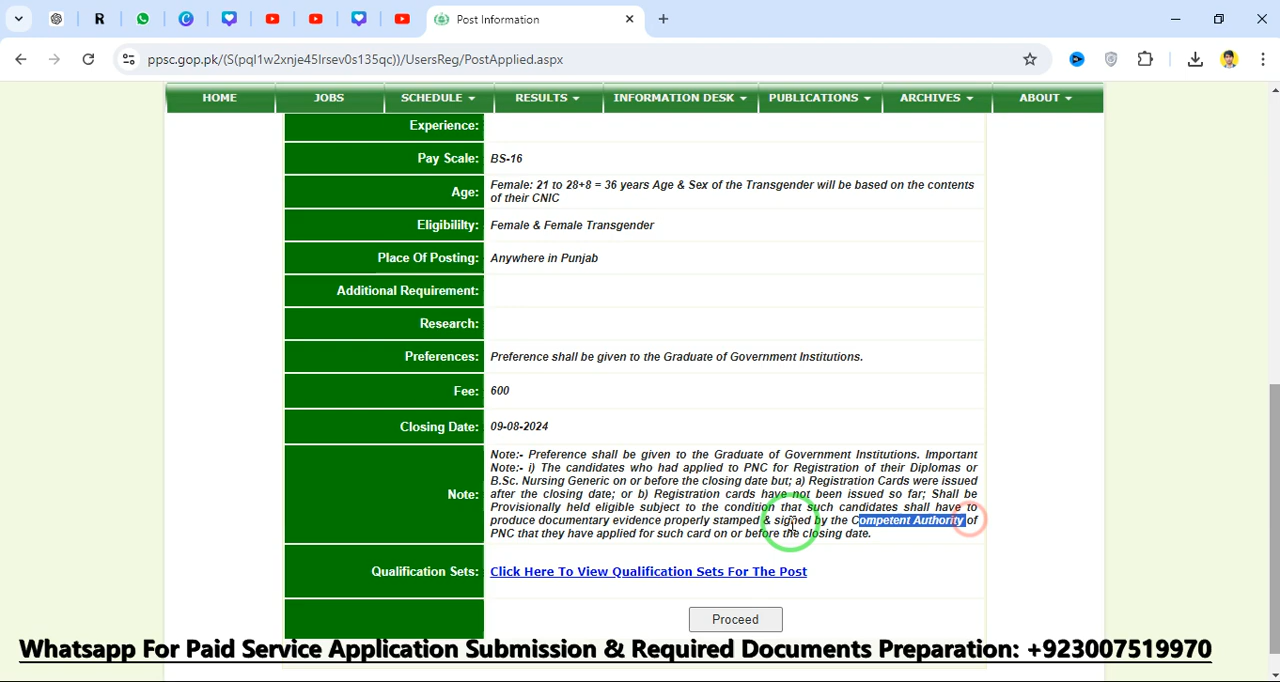 Post Information
ppsc.gop.pk/(S(pql1w2xnje45lrsev0s135qc))/UsersReg/PostApplied.aspx
HOME JOBS SCHEDULE RESULTS INFORMATION DESK PUBLICATIONS ARCHIVES ABOUT
Experience:
Pay Scale: BS-16
Age: Female: 21 to 28+8 = 36 years Age & Sex of the Transgender will be based on the contents
of their CNIC
Eligibililty: Female & Female Transgender
Place Of Posting: Anywhere in Punjab
Additional Requirement:
Research:
Preferences: Preference shall be given to the Graduate of Government Institutions.
Fee: 600
Closing Date: 09-08-2024
Note:- Preference shall be given to the Graduate of Government Institutions. Important
Note:- i) The candidates who had applied to PNC for Registration of their Diplomas or
B.Sc. Nursing Generic on or before the closing date but; a) Registration Cards were issued
Note: after the closing date; or b) Registration cards have not been issued so far; Shall be
Provisionally held eligible subject to the condition that such candidates shall have to
produce documentary evidence properly stamped & signed by the Competent Authority of
PNC that they have applied for such card on or before the closing date.
Qualification Sets: Click Here To View Qualification Sets For The Post
Proceed
Whatsapp For Paid Service Application Submission & Required Documents Preparation: +923007519970